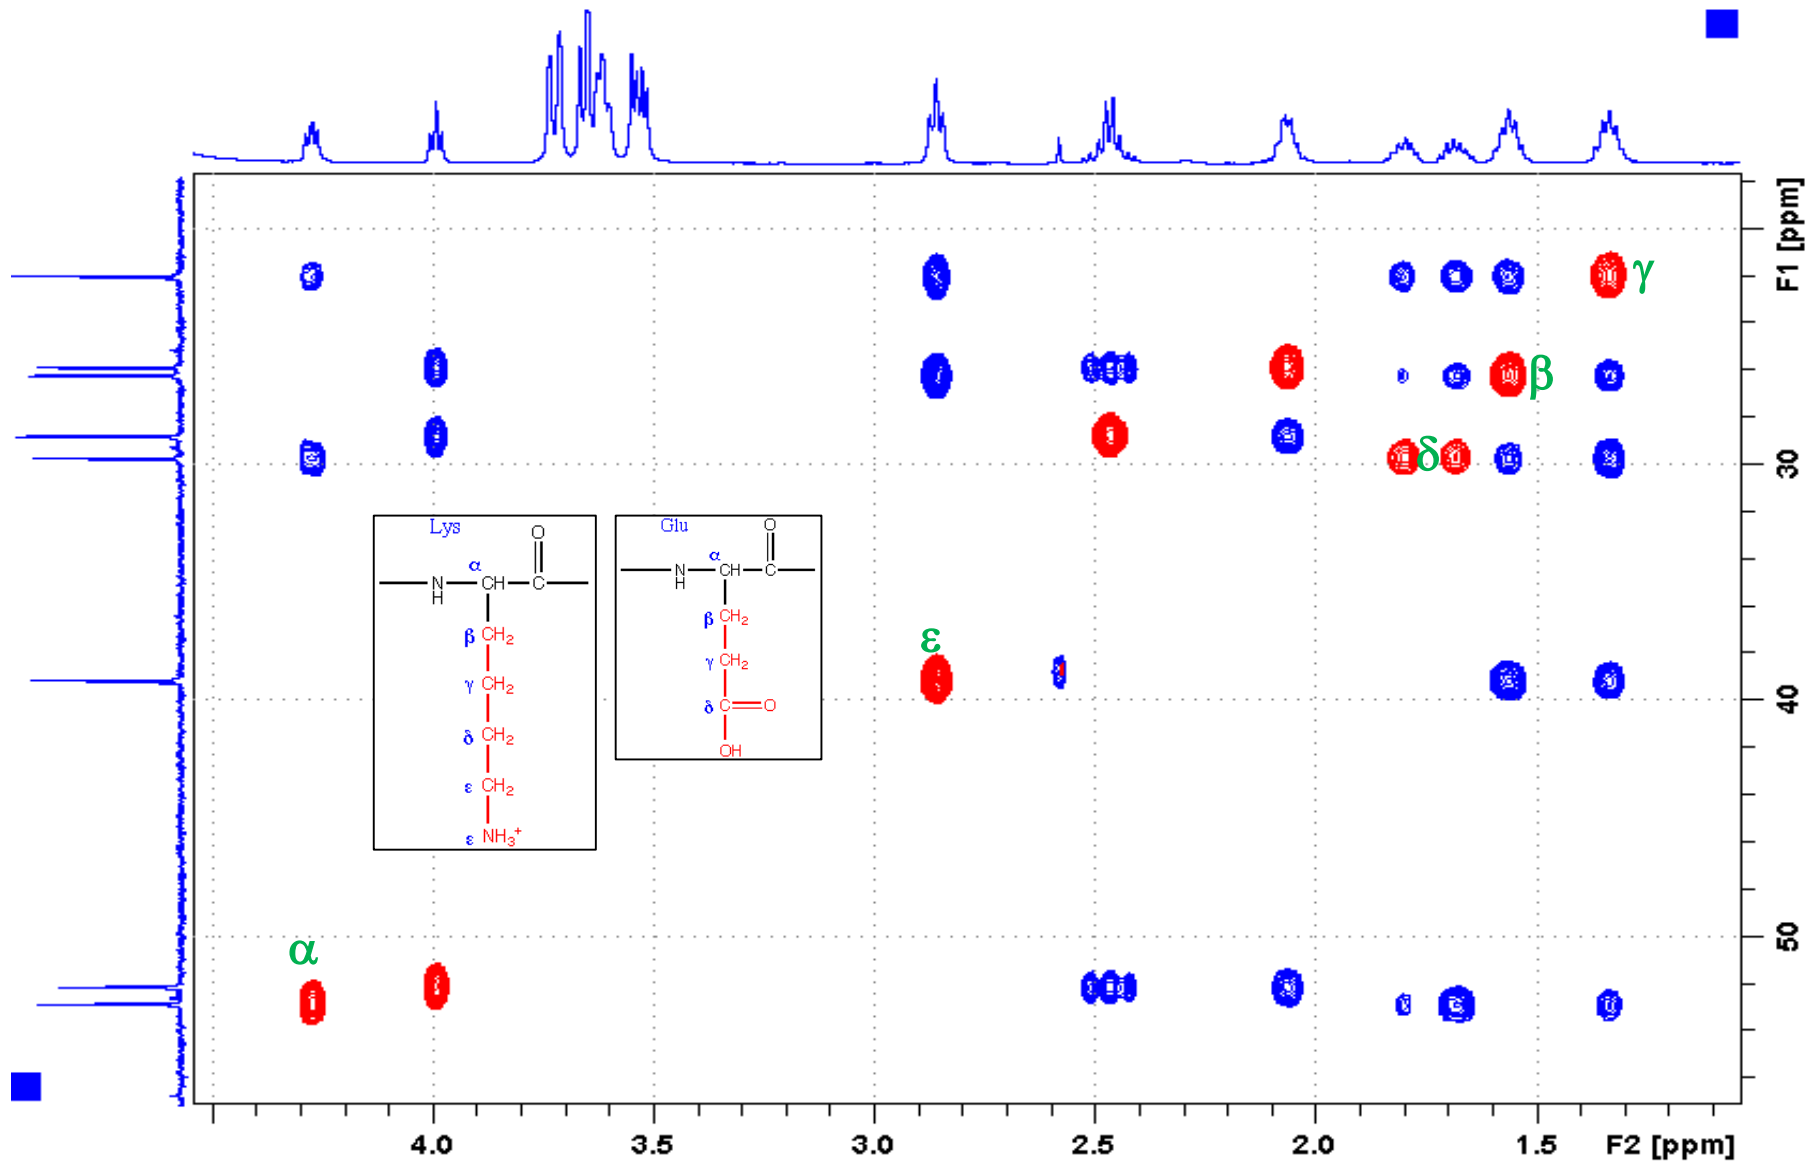 F1 [ppm]
γ
β
δ
30
Lys
O
α
N
H
CH
C
β CH2
γ CH2
δ CH2
ε CH2
ε NH3+
Glu
O
α
N
H
CH
C
β CH2
γ CH2
δ C O
OH
ε
40
α
50
4.0 3.5 3.0 2.5 2.0 1.5 F2 [ppm]